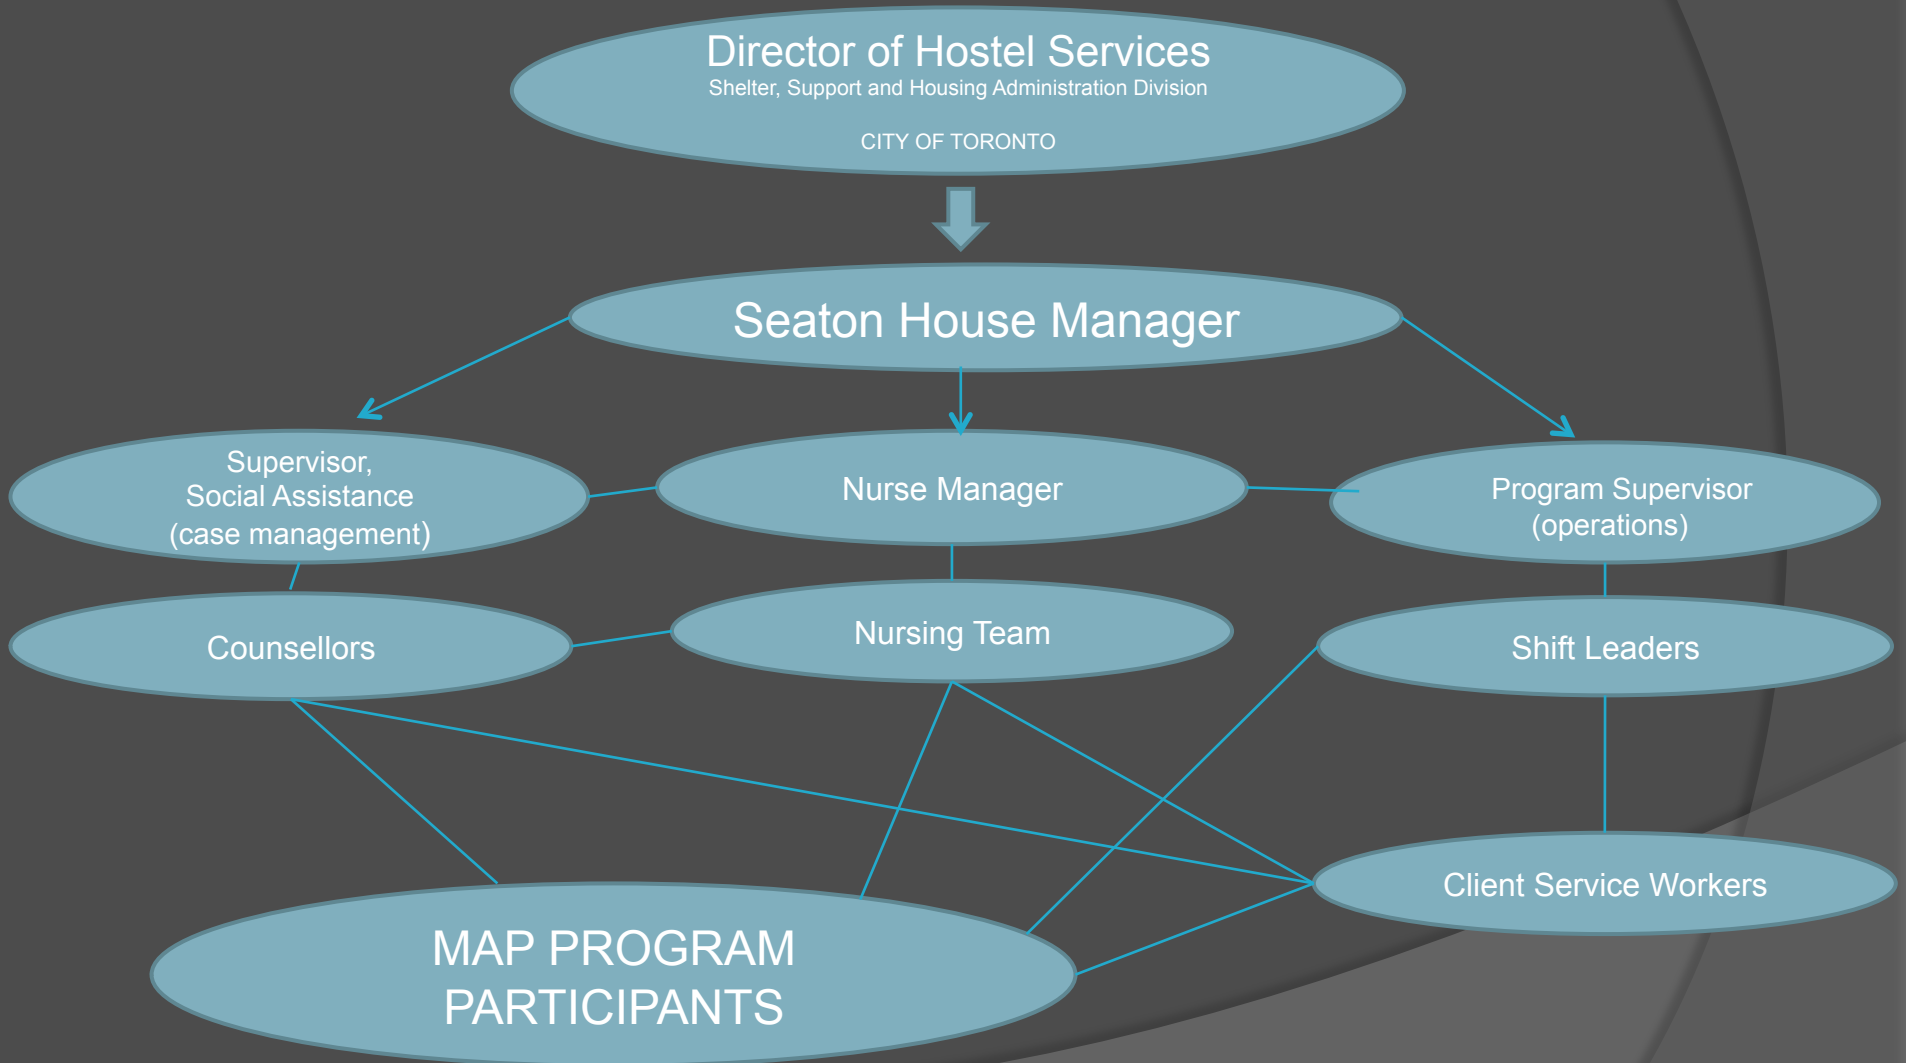 Director of Hostel Services
Shelter, Support and Housing Administration Division
CITY OF TORONTO
Seaton House Manager
Supervisor,
Social Assistance
(case management)
Nurse Manager
Program Supervisor
(operations)
Counsellors
Nursing Team
Shift Leaders
Client Service Workers
MAP PROGRAM
PARTICIPANTS